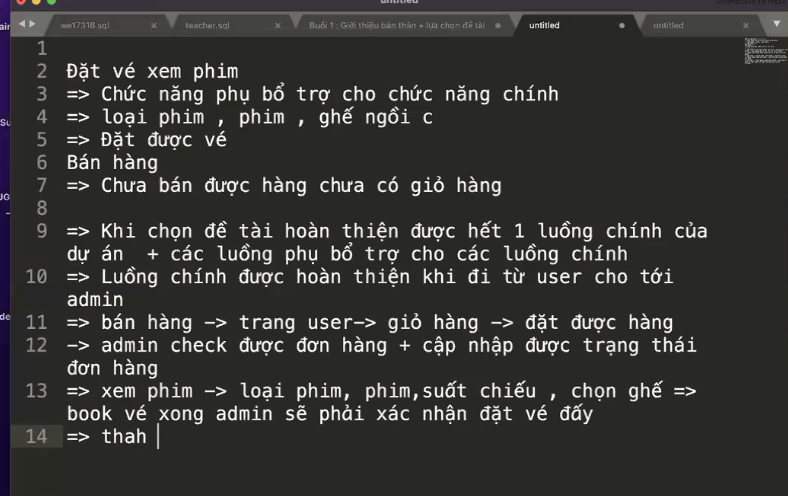 untitled
we17316.sql
teacher.sql
Buổi 1 : Giới thiệu bản thân + lựa chọn đề tài
untitled
untitled
1
2 Đặt vé xem phim
3 => Chức năng phụ bổ trợ cho chức năng chính
4 => loại phim , phim , ghế ngồi c
5 => Đặt được vé
6 Bán hàng
7 => Chưa bán được hàng chưa có giỏ hàng
8
9 => Khi chọn đề tài hoàn thiện được hết 1 luồng chính của
dự án + các luồng phụ bổ trợ cho các luồng chính
10 => Luồng chính được hoàn thiện khi đi từ user cho tới
admin
11 => bán hàng -> trang user-> giỏ hàng -> đặt được hàng
12 -> admin check được đơn hàng + cập nhập được trạng thái
đơn hàng
13 => xem phim -> loại phim, phim,suất chiếu , chọn ghế =>
book vé xong admin sẽ phải xác nhận đặt vé đấy
14 => thah